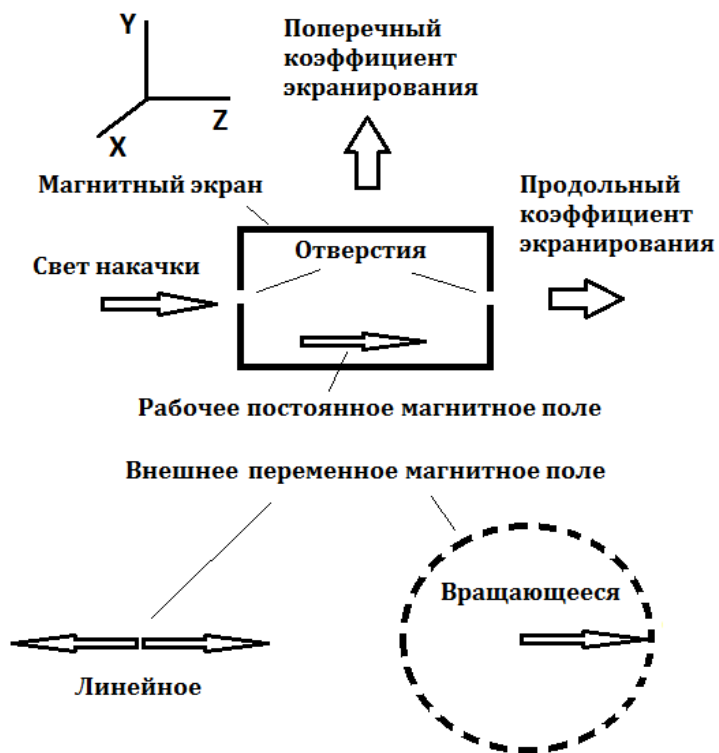 Y
Z
X
Поперечный
коэффициент
экранирования
Магнитный экран
Продольный
коэффициент
экранирования
Отверстия
Свет накачки
Рабочее постоянное магнитное поле
Внешнее переменное магнитное поле
Вращающееся
Линейное